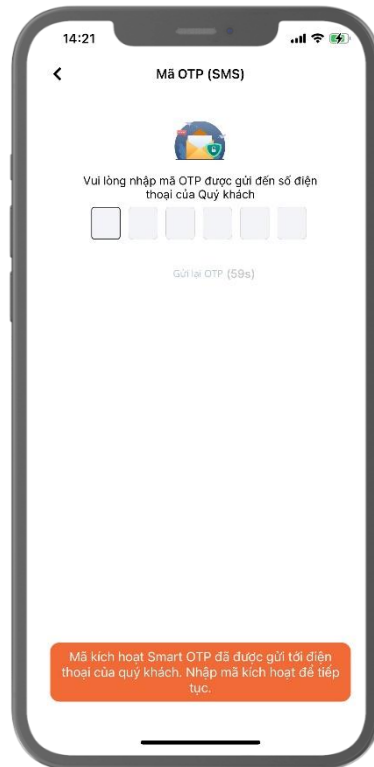 14:21
Mã OTP (SMS)
Vui lòng nhập mã OTP được gửi đến số điện
thoại của Quý khách
Gửi lại OTP (59s)
Mã kích hoạt Smart OTP đã được gửi tới điện
thoại của quý khách. Nhập mã kích hoạt để tiếp
tục.